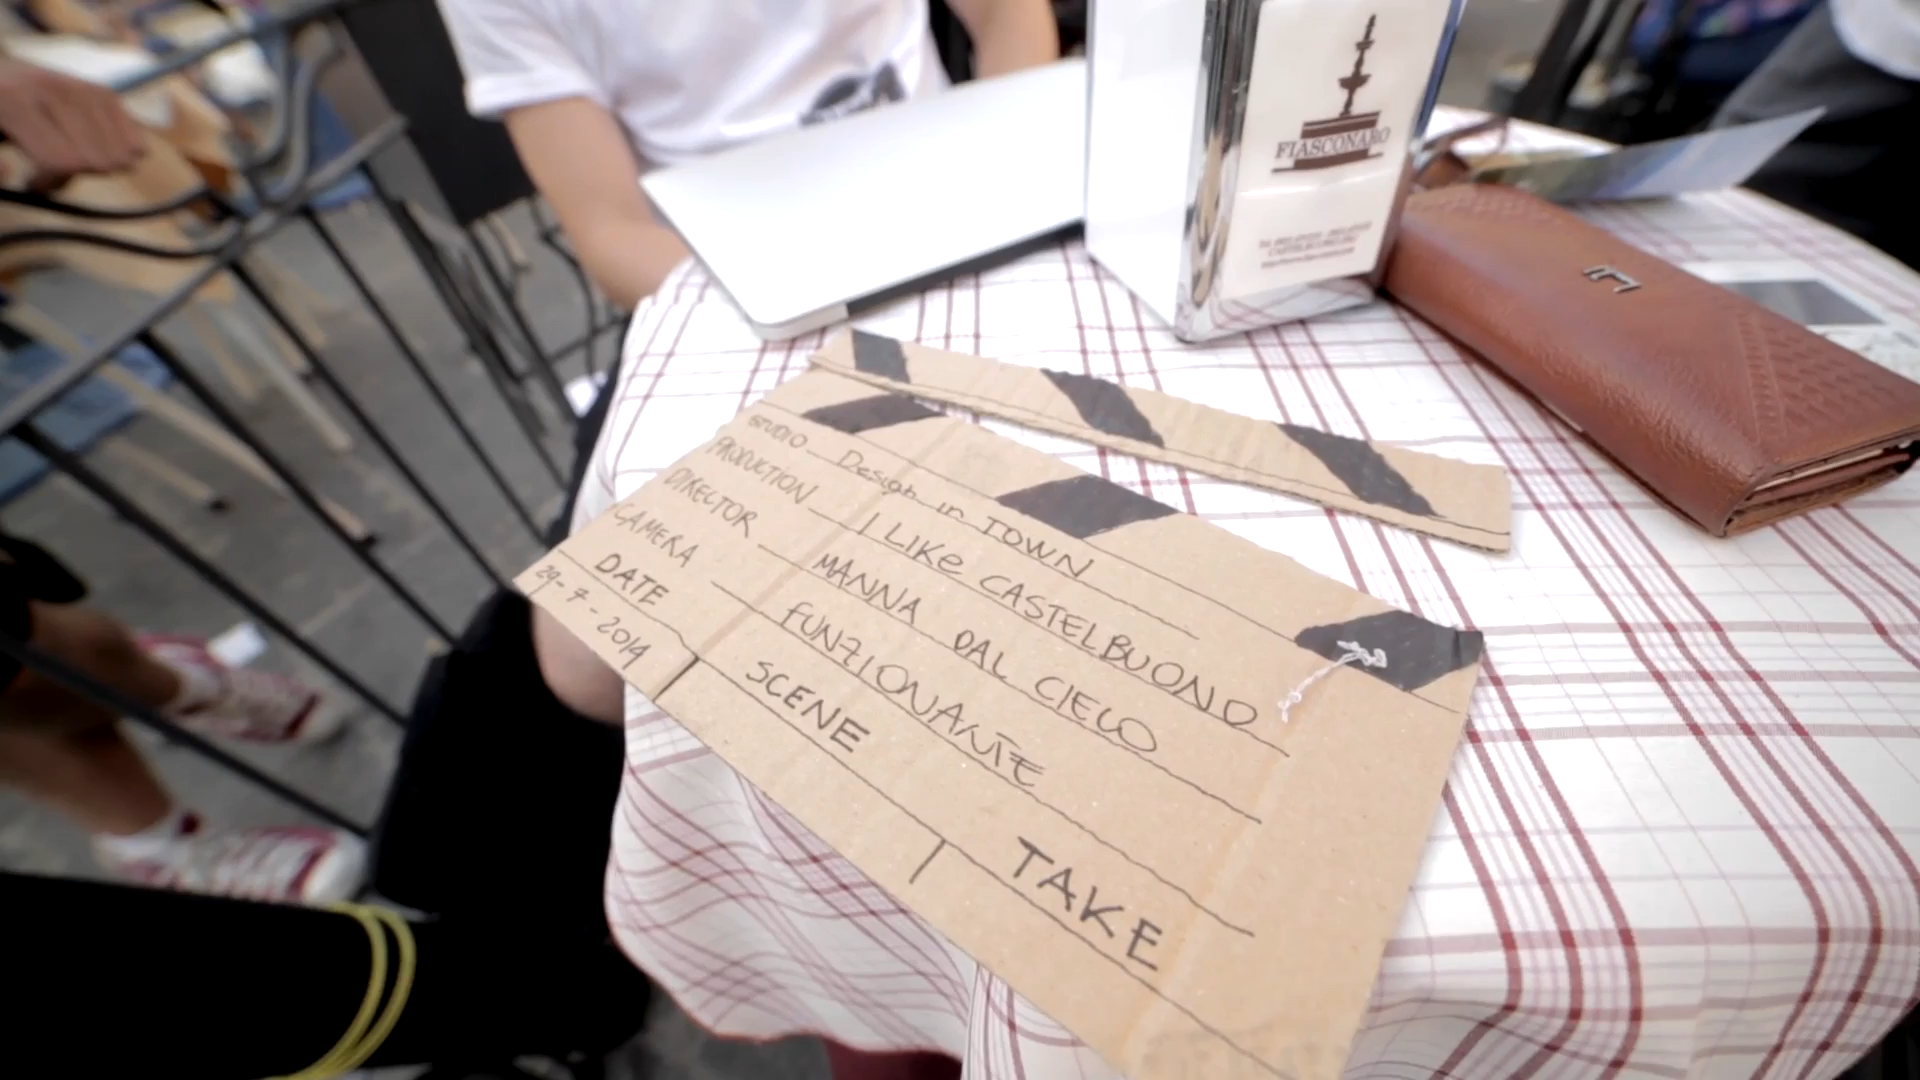 FIASCONARO
STUDIO Design in TOWN
PRODUCTION I LIKE CASTELBUONO
DIRECTOR MANNA DAL CIELO
CAMERA FUNZIONANTE
DATE SCENE TAKE
29-7-2014